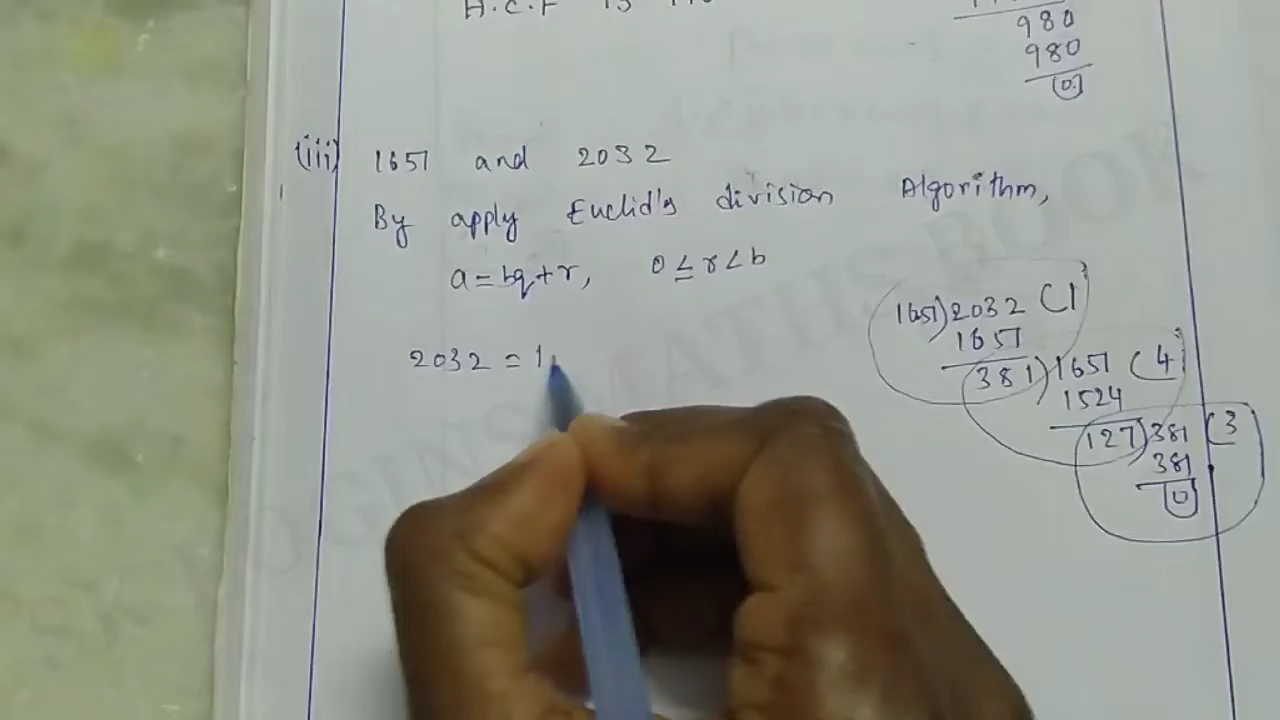 H.C.F is
980
980
0
(iii) 1651 and 2032
By apply Euclid's division Algorithm,
a = bq + r, 0 ≤ r < b
1651) 2032 (1
1651
381) 1651 (4
1524
127) 381 (3
381
0
2032 = 1